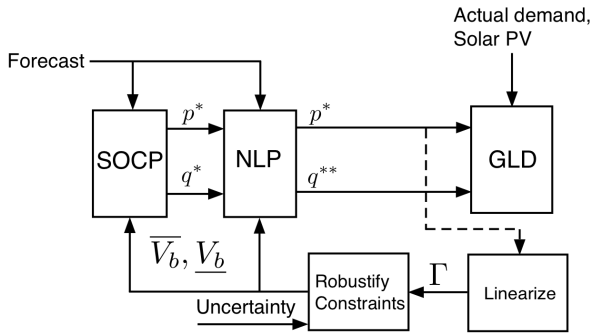 Actual demand,
Solar PV
Forecast
SOCP
p*
q*
NLP
p*
q**
GLD
V̅b̅, V̲b̲
Robustify
Constraints
Γ
Linearize
Uncertainty